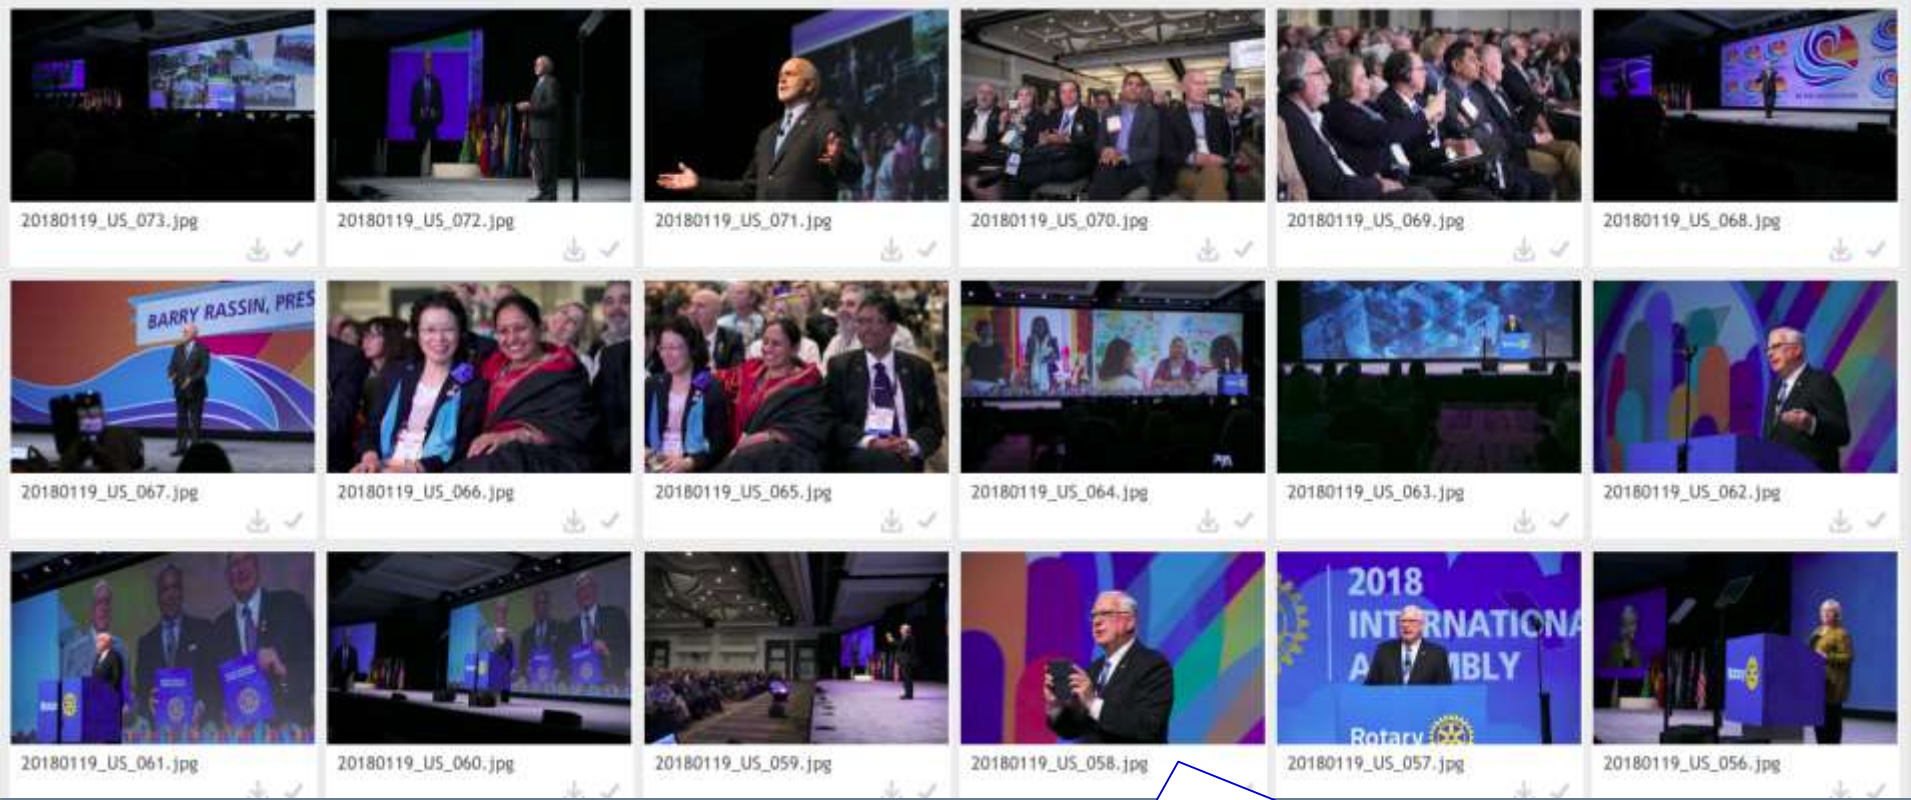 20180119_US_073.jpg
20180119_US_072.jpg
20180119_US_071.jpg
20180119_US_070.jpg
20180119_US_069.jpg
20180119_US_068.jpg
BARRY RASSIN, PRES
20180119_US_067.jpg
20180119_US_066.jpg
20180119_US_065.jpg
20180119_US_064.jpg
20180119_US_063.jpg
20180119_US_062.jpg
2018
INTERNATIONA
A MBLY
Rotary
20180119_US_061.jpg
20180119_US_060.jpg
20180119_US_059.jpg
20180119_US_058.jpg
20180119_US_057.jpg
20180119_US_056.jpg